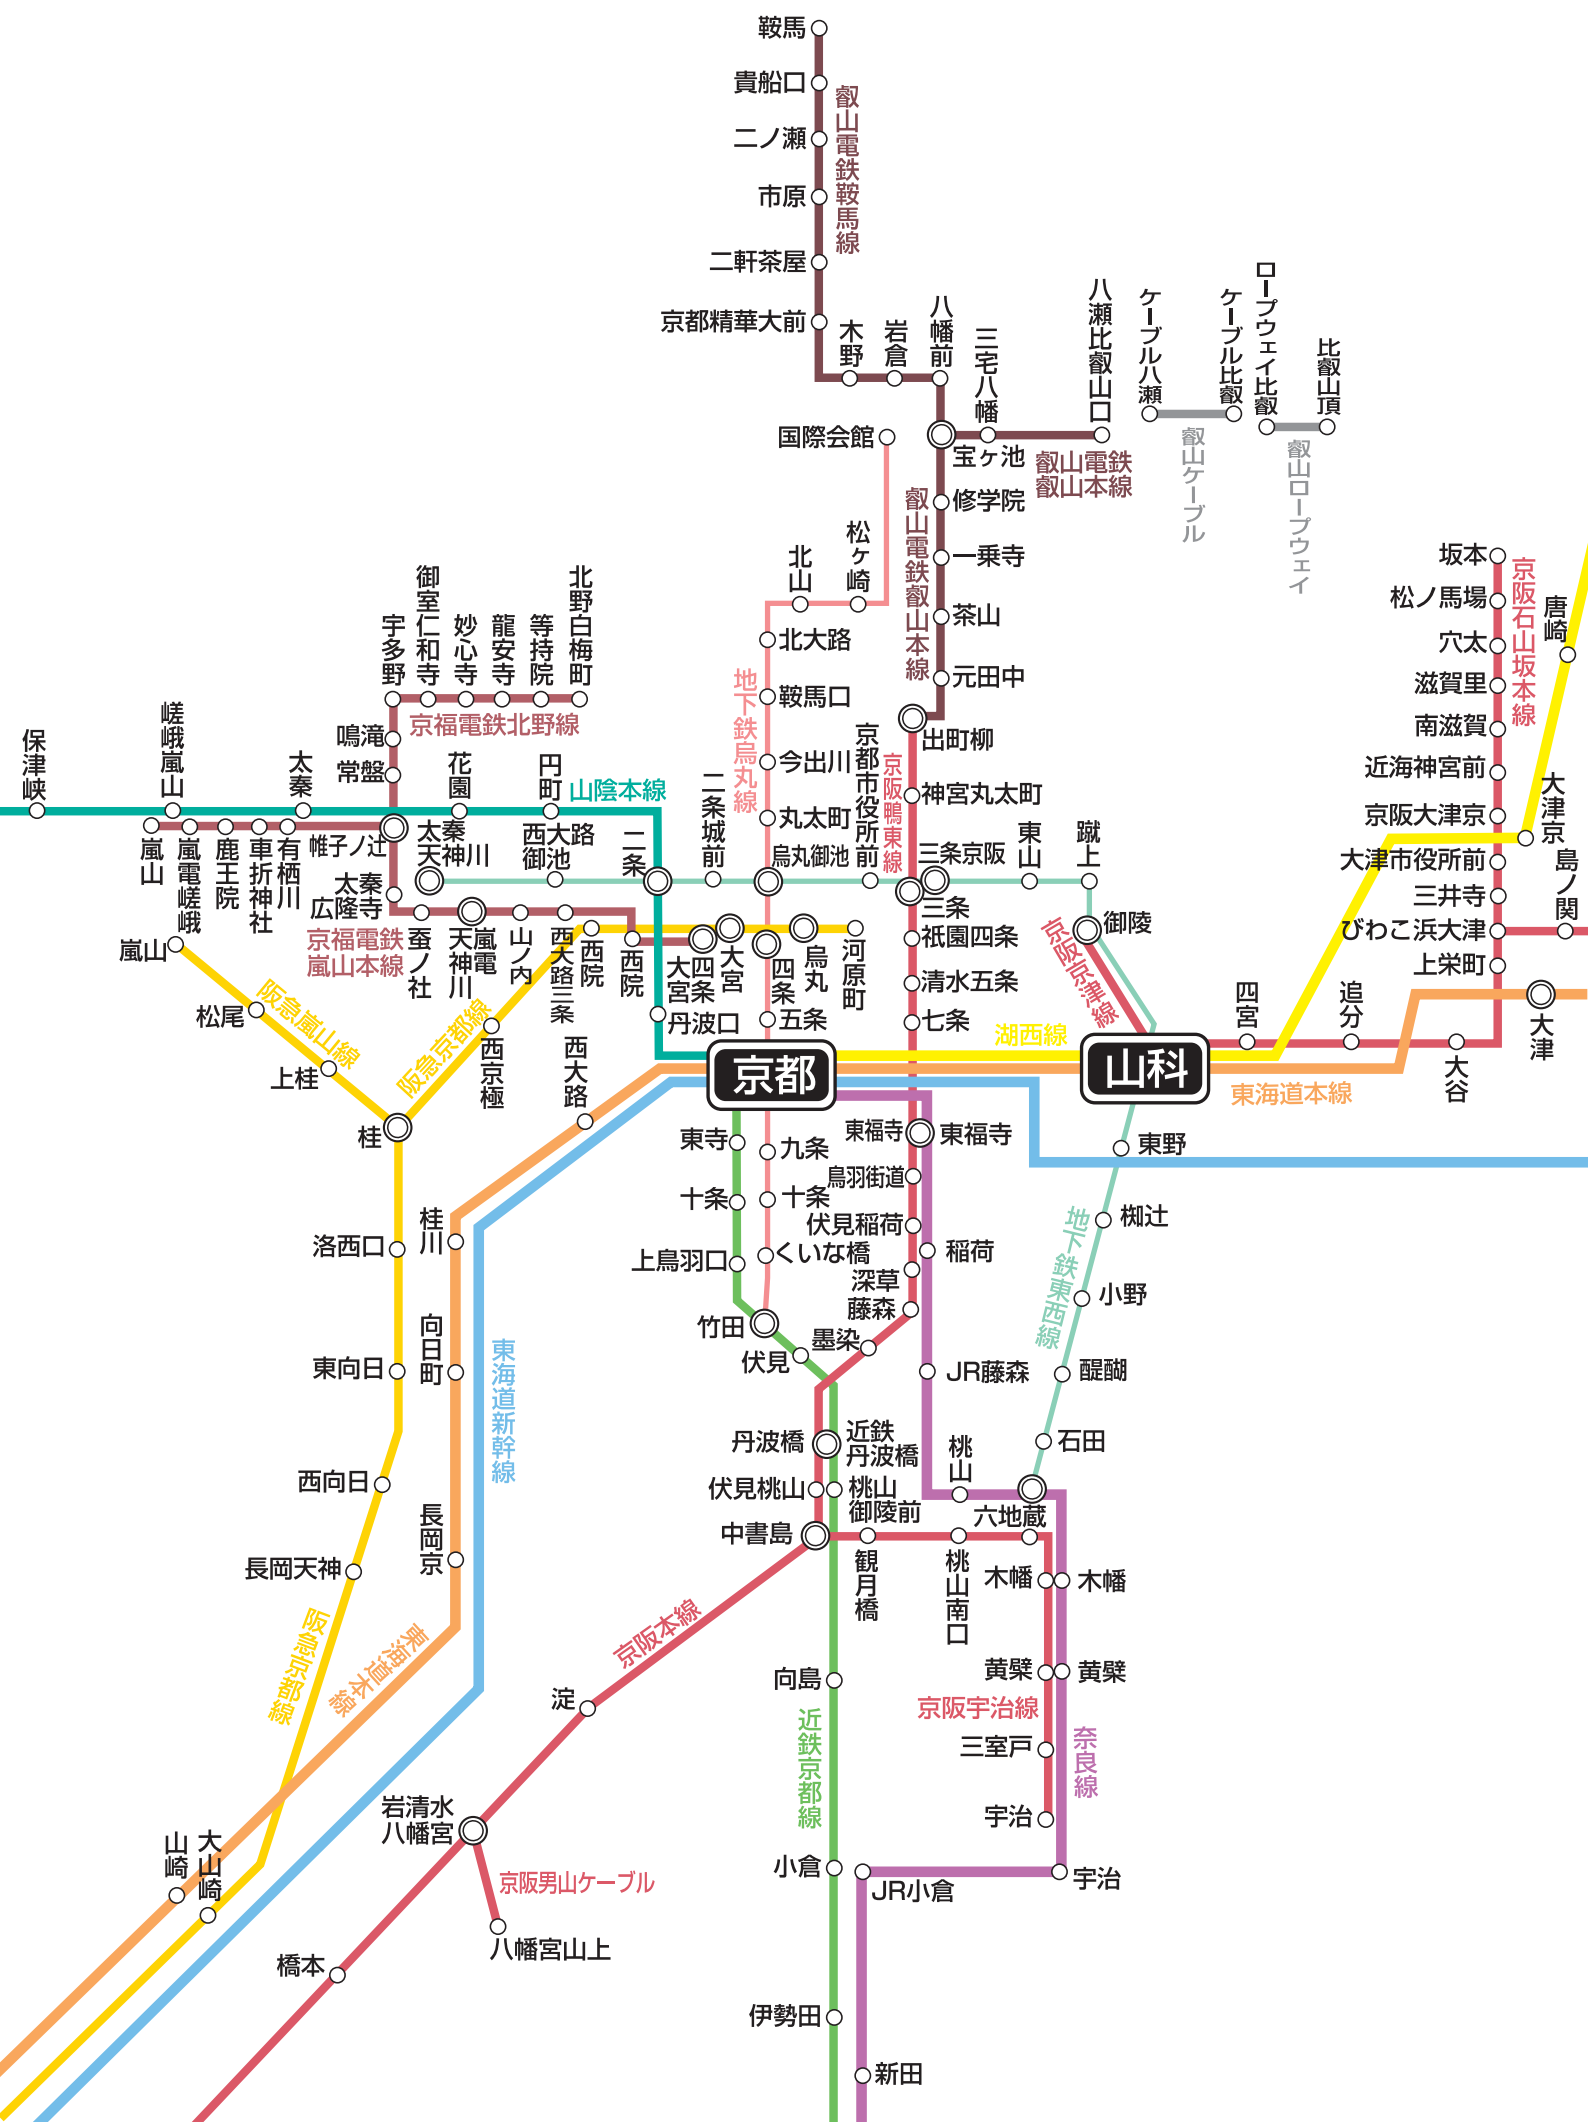 鞍馬
貴船口
二ノ瀬
市原
二軒茶屋
京都精華大前
叡山電鉄鞍馬線
木野
岩倉
八幡前
三宅八幡
八瀬比叡山口
ケーブル八瀬
ケーブル比叡
ロープウェイ比叡
比叡山頂
叡山ケーブル
叡山ロープウェイ
国際会館
宝ヶ池
叡山電鉄
叡山本線
修学院
一乗寺
茶山
元田中
叡山電鉄叡山本線
出町柳
松ヶ崎
北山
北大路
鞍馬口
今出川
丸太町
地下鉄烏丸線
京都市役所前
京阪鴨東線
神宮丸太町
三条京阪
三条
東山
蹴上
御陵
京阪京津線
祇園四条
清水五条
七条
坂本
松ノ馬場
穴太
滋賀里
南滋賀
近江神宮前
京阪大津京
大津市役所前
三井寺
びわこ浜大津
上栄町
京阪石山坂本線
唐崎
大津京
島ノ関
大津
四宮
追分
大谷
湖西線
東海道本線
宇多野
御室仁和寺
妙心寺
龍安寺
等持院
北野白梅町
京福電鉄北野線
鳴滝
常盤
保津峡
嵯峨嵐山
太秦
花園
円町
山陰本線
嵐山
嵐電嵯峨
鹿王院
車折神社
有栖川
帷子ノ辻
太秦
天神川
西大路
御池
二条
二条城前
烏丸御池
太秦
広隆寺
京福電鉄
嵐山本線
蚕ノ社
嵐電
天神川
山ノ内
西大路三条
西院
西院
四条
大宮
大宮
四条
烏丸
河原町
丹波口
五条
嵐山
松尾
上桂
桂
阪急嵐山線
阪急京都線
西京極
西大路
京都
山科
洛西口
東向日
西向日
長岡天神
阪急京都線
桂川
向日町
長岡京
東海道本線
東海道新幹線
山崎
大山崎
東寺
十条
上鳥羽口
竹田
伏見
九条
十条
くいな橋
東福寺
東福寺
鳥羽街道
伏見稲荷
稲荷
深草
藤森
墨染
JR藤森
丹波橋
近鉄
丹波橋
伏見桃山
桃山
御陵前
中書島
観月橋
桃山
桃山南口
六地蔵
木幡
木幡
黄檗
黄檗
京阪宇治線
三室戸
宇治
奈良線
宇治
JR小倉
新田
向島
近鉄京都線
小倉
伊勢田
京阪本線
淀
岩清水
八幡宮
京阪男山ケーブル
八幡宮山上
橋本
東野
椥辻
小野
醍醐
石田
地下鉄東西線